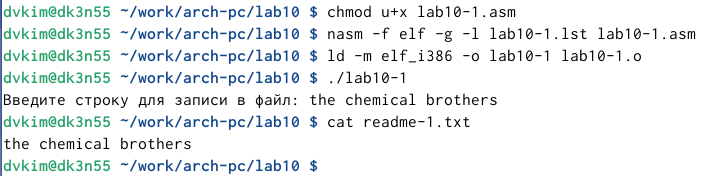 dvkim@dk3n55 ~/work/arch-pc/lab10 $ chmod u+x lab10-1.asm
dvkim@dk3n55 ~/work/arch-pc/lab10 $ nasm -f elf -g -l lab10-1.lst lab10-1.asm
dvkim@dk3n55 ~/work/arch-pc/lab10 $ ld -m elf_i386 -o lab10-1 lab10-1.o
dvkim@dk3n55 ~/work/arch-pc/lab10 $ ./lab10-1
Введите строку для записи в файл: the chemical brothers
dvkim@dk3n55 ~/work/arch-pc/lab10 $ cat readme-1.txt
the chemical brothers
dvkim@dk3n55 ~/work/arch-pc/lab10 $